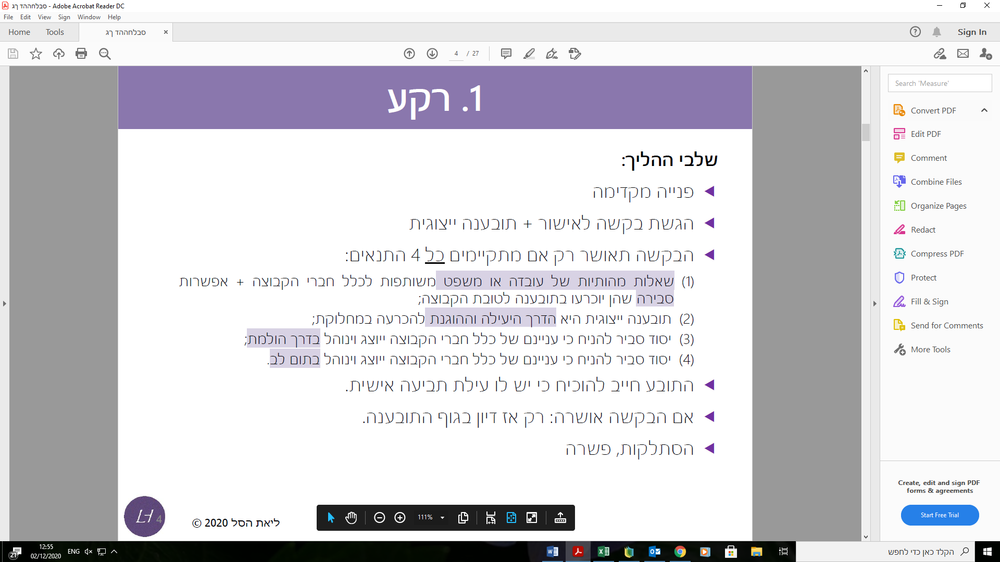 סבלחההד ךג - Adobe Acrobat Reader DC
File Edit View Sign Window Help
Home Tools סבלחההד ךג × Sign In
4 / 27
Search 'Measure'
Convert PDF
Edit PDF
Comment
Combine Files
Organize Pages
Redact
Compress PDF
Protect
Fill & Sign
Send for Comments
More Tools
Create, edit and sign PDF
forms & agreements
Start Free Trial
1. רקע
שלבי ההליך:
פנייה מקדימה
הגשת בקשה לאישור + תובענה ייצוגית
הבקשה תאושר רק אם מתקיימים כל 4 התנאים:
(1) שאלות מהותיות של עובדה או משפט משותפות לכלל חברי הקבוצה + אפשרות
סבירה שהן יוכרעו בתובענה לטובת הקבוצה;
(2) תובענה ייצוגית היא הדרך היעילה וההוגנת להכרעה במחלוקת;
(3) יסוד סביר להניח כי עניינם של כלל חברי הקבוצה ייוצג וינוהל בדרך הולמת;
(4) יסוד סביר להניח כי עניינם של כלל חברי הקבוצה ייוצג וינוהל בתום לב.
התובע חייב להוכיח כי יש לו עילת תביעה אישית.
אם הבקשה אושרה: רק אז דיון בגוף התובענה.
הסתלקות, פשרה
LH 4
ליאת הסל 2020 ©
111%
21 12:55 ENG
02/12/2020
הקלד כאן כדי לחפש